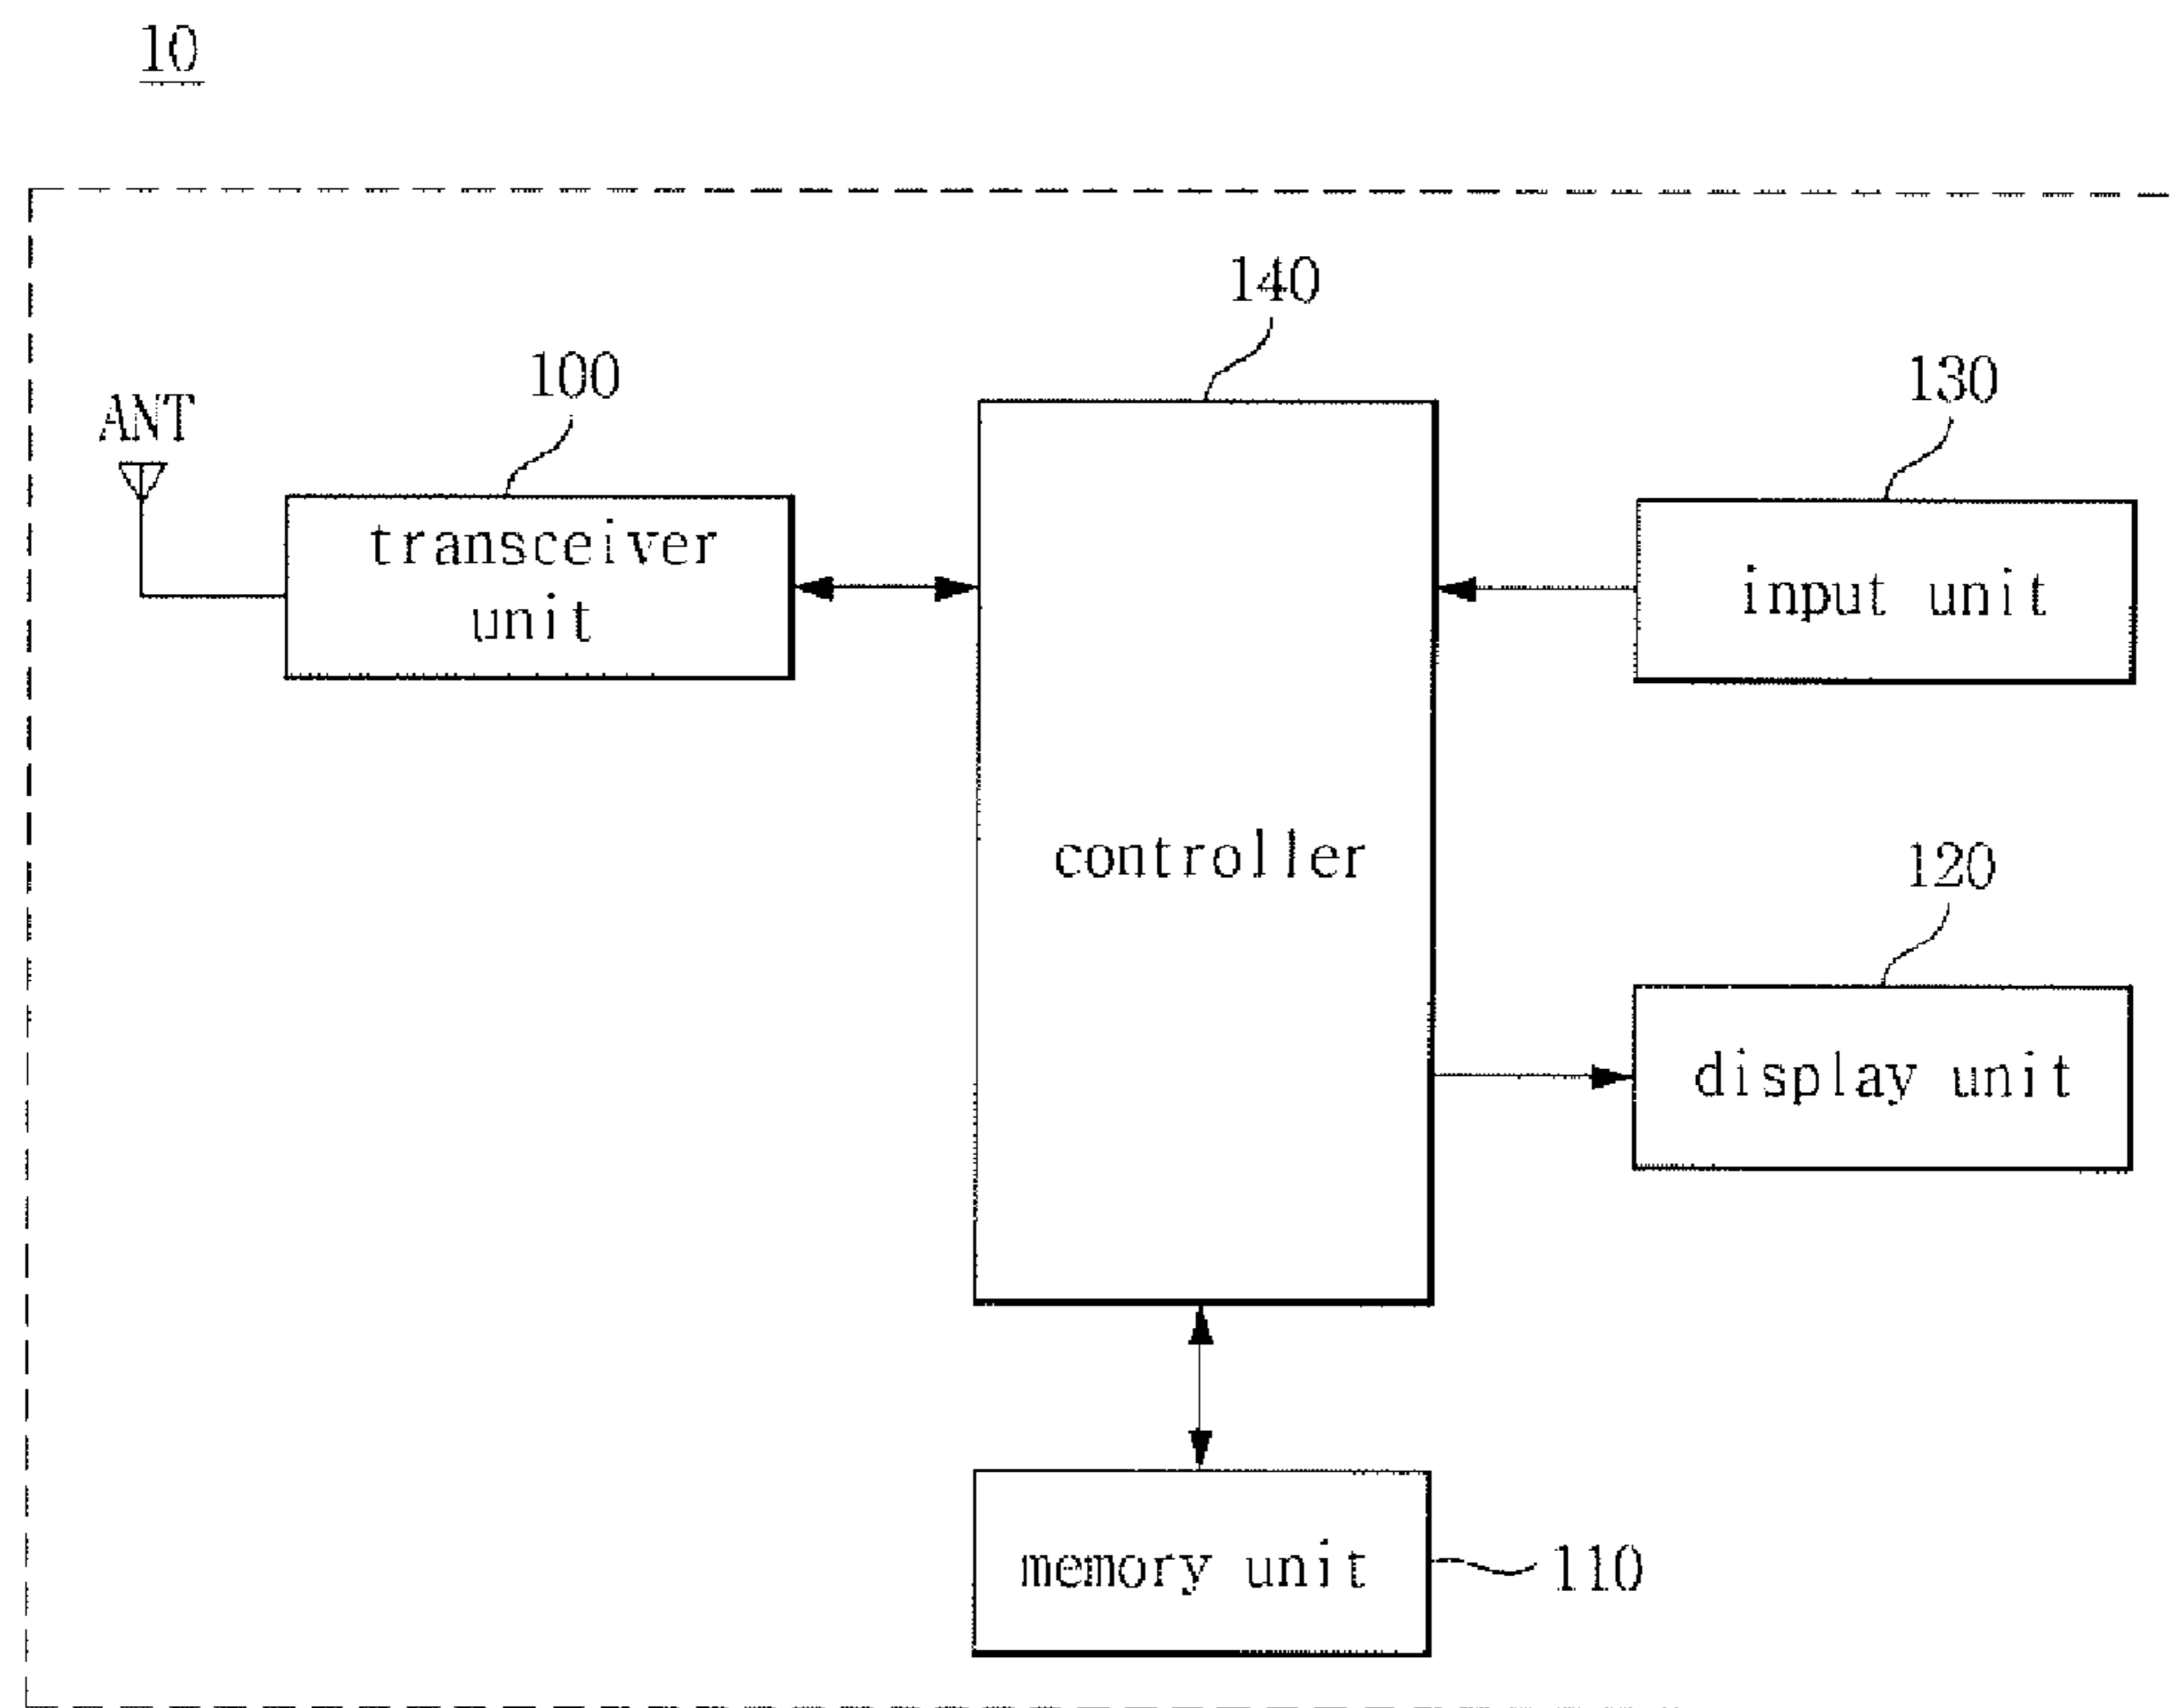 10
140
100
130
ANT
transceiver
unit
input unit
controller
120
display unit
memory unit
110